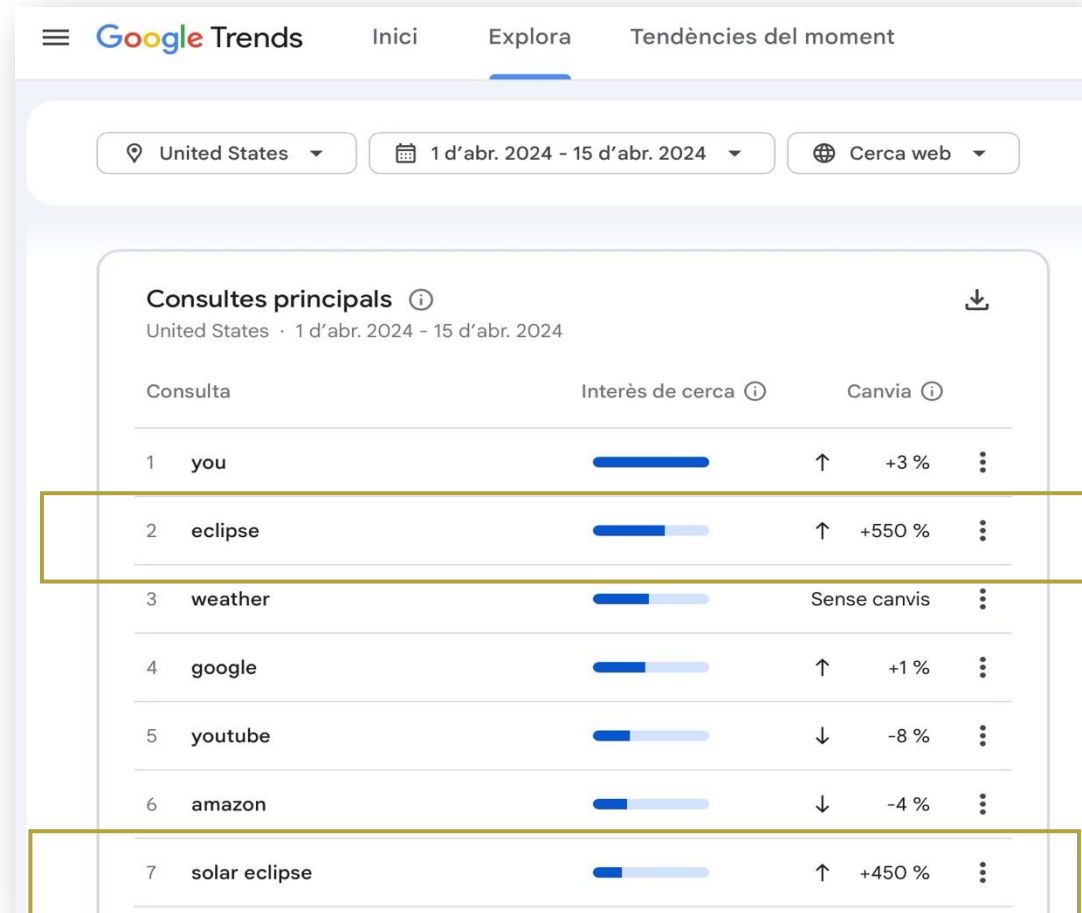 Google Trends Inici Explora Tendències del moment
United States 1 d’abr. 2024 - 15 d’abr. 2024 Cerca web
Consultes principals
United States · 1 d’abr. 2024 - 15 d’abr. 2024
Consulta Interès de cerca Canvia
1 you +3 %
2 eclipse +550 %
3 weather Sense canvis
4 google +1 %
5 youtube -8 %
6 amazon -4 %
7 solar eclipse +450 %